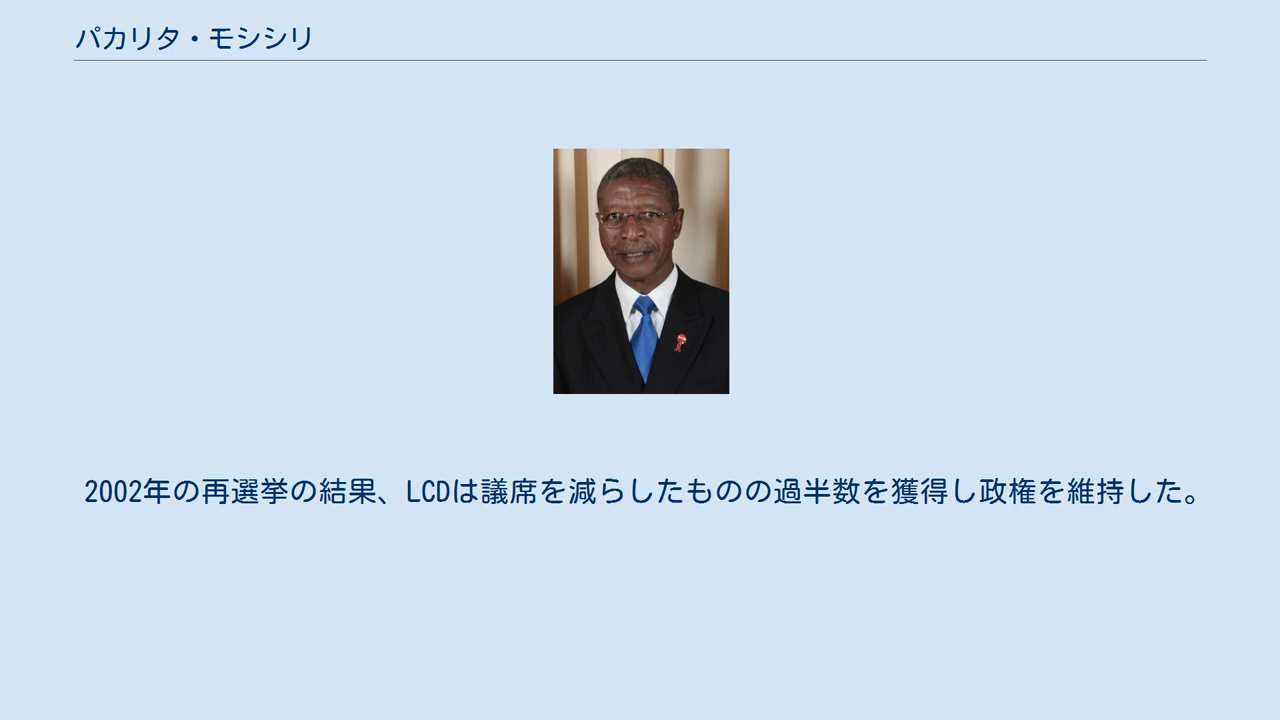 パカリタ・モシシリ
2002年の再選挙の結果、LCDは議席を減らしたものの過半数を獲得し政権を維持した。